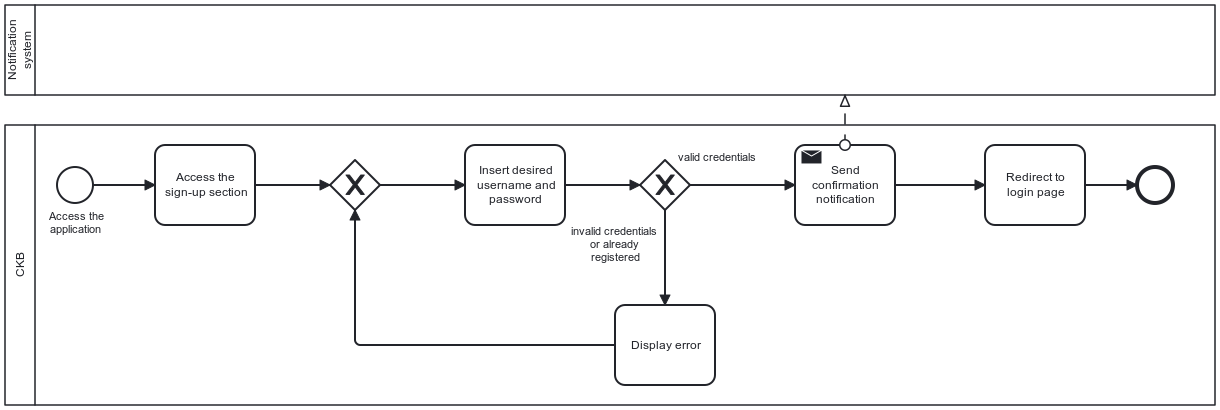 Notification
system
CKB
Access the
application
Access the
sign-up section
Insert desired
username and
password
valid credentials
invalid credentials
or already
registered
Display error
Send
confirmation
notification
Redirect to
login page